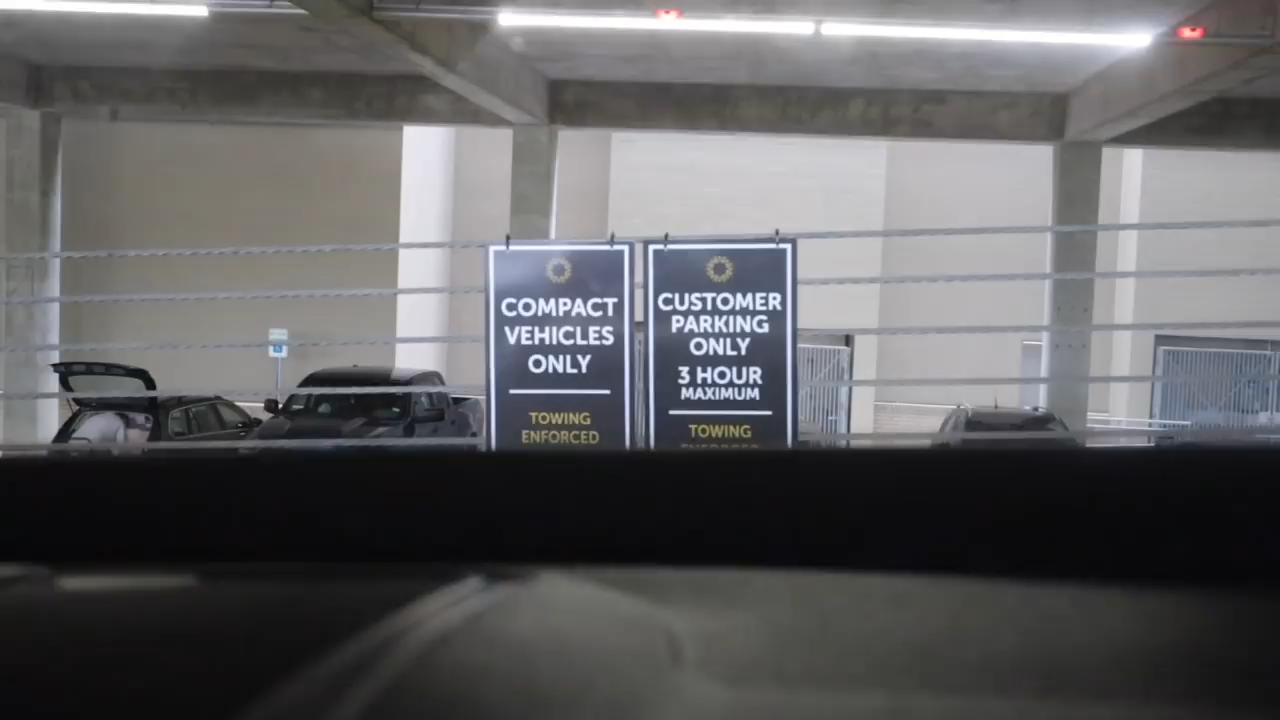 COMPACT
VEHICLES
ONLY
TOWING
ENFORCED
CUSTOMER
PARKING
ONLY
3 HOUR
MAXIMUM
TOWING